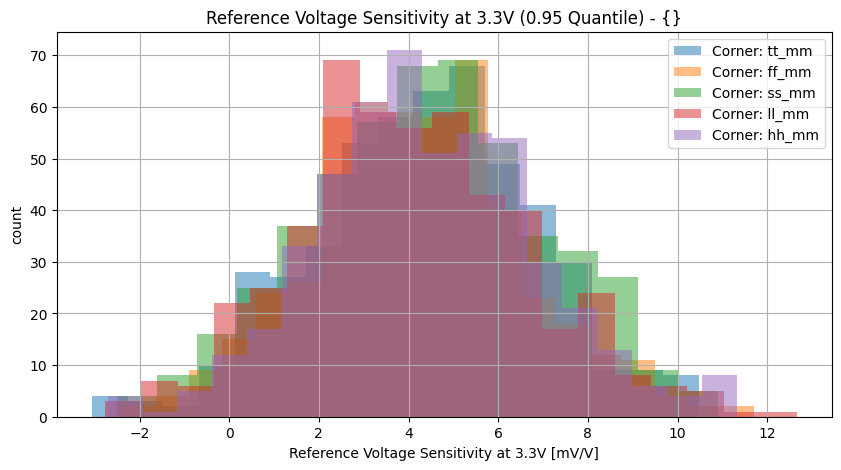 Reference Voltage Sensitivity at 3.3V (0.95 Quantile) - {}
70
60
50
40
30
20
10
0
count
Corner: tt_mm
Corner: ff_mm
Corner: ss_mm
Corner: ll_mm
Corner: hh_mm
−2
0
2
4
6
8
10
12
Reference Voltage Sensitivity at 3.3V [mV/V]